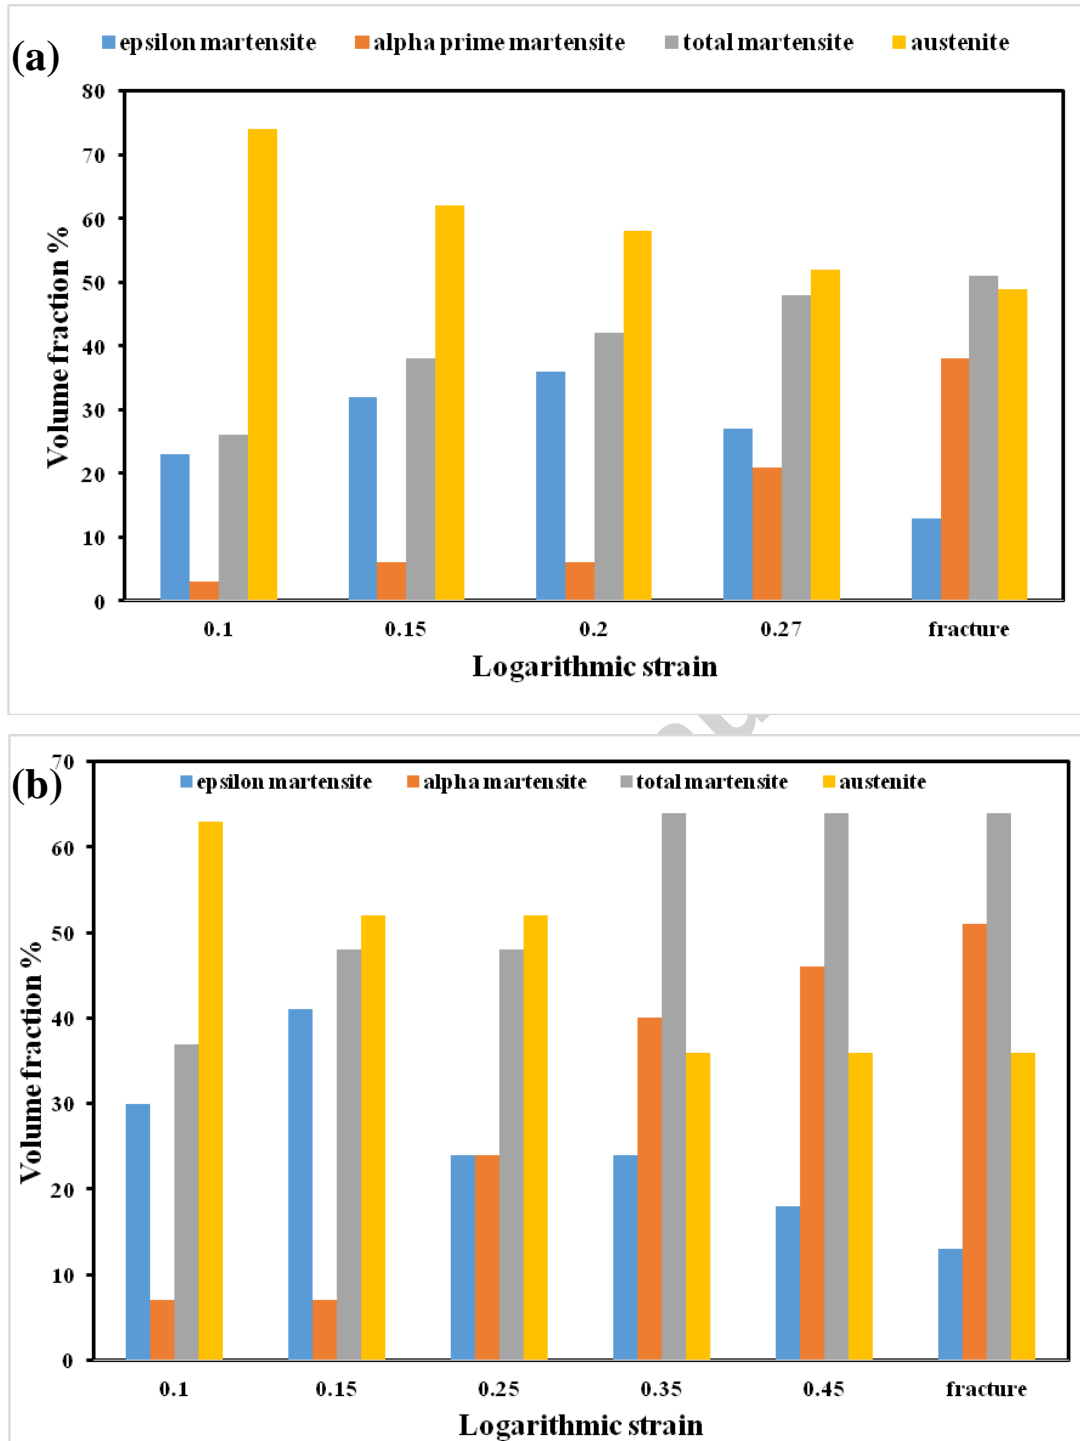 (a)
epsilon martensite alpha prime martensite total martensite austenite
80
70
60
50
40
30
20
10
0
Volume fraction %
0.1 0.15 0.2 0.27 fracture
Logarithmic strain
(b)
epsilon martensite alpha martensite total martensite austenite
70
60
50
40
30
20
10
0
Volume fraction %
0.1 0.15 0.25 0.35 0.45 fracture
Logarithmic strain